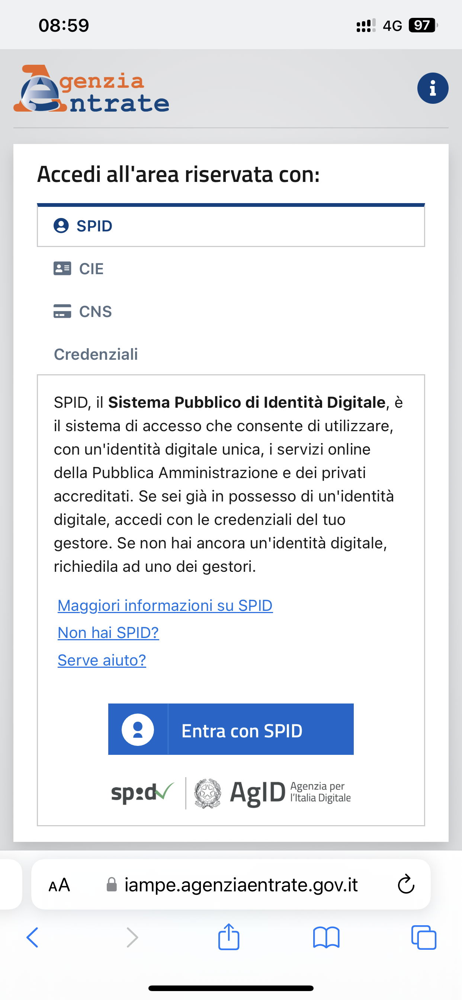 08:59
4G 97
Agenzia
Entrate
Accedi all'area riservata con:
SPID
CIE
CNS
Credenziali
SPID, il Sistema Pubblico di Identità Digitale, è
il sistema di accesso che consente di utilizzare,
con un'identità digitale unica, i servizi online
della Pubblica Amministrazione e dei privati
accreditati. Se sei già in possesso di un'identità
digitale, accedi con le credenziali del tuo
gestore. Se non hai ancora un'identità digitale,
richiedila ad uno dei gestori.
Maggiori informazioni su SPID
Non hai SPID?
Serve aiuto?
Entra con SPID
spid
AgID Agenzia per
l'Italia Digitale
AA iampe.agenziaentrate.gov.it